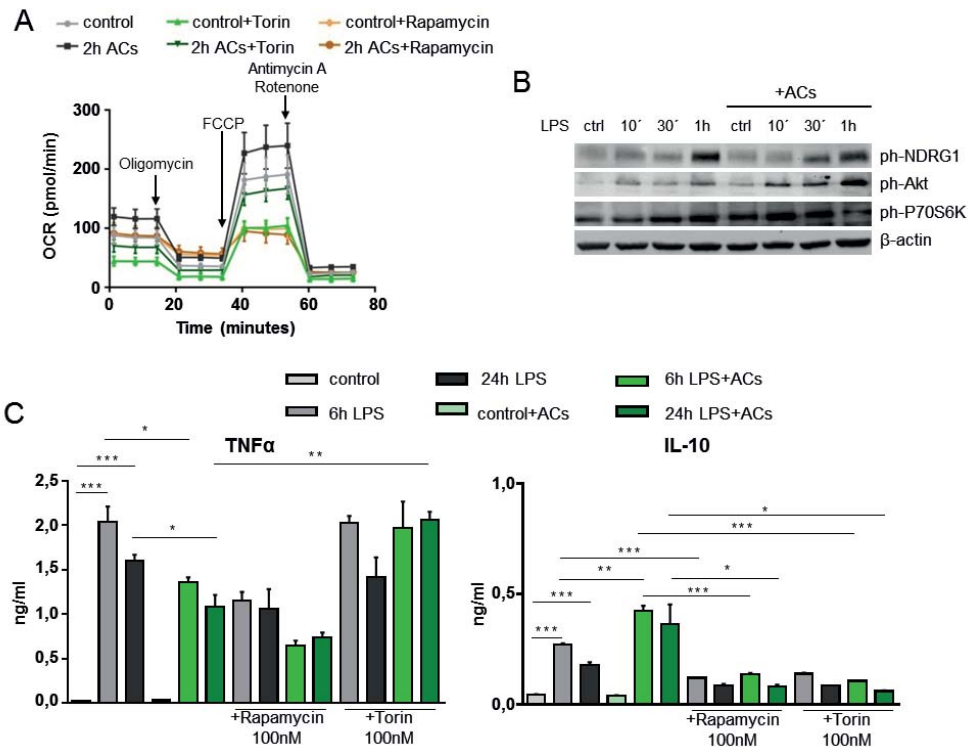 A
control
control+Torin
control+Rapamycin
2h ACs
2h ACs+Torin
2h ACs+Rapamycin
Antimycin A
Rotenone
FCCP
Oligomycin
OCR (pmol/min)
300
200
100
0
0 20 40 60 80
Time (minutes)
B
+ACs
LPS ctrl 10´ 30´ 1h ctrl 10´ 30´ 1h
ph-NDRG1
ph-Akt
ph-P70S6K
β-actin
control
24h LPS
6h LPS+ACs
6h LPS
control+ACs
24h LPS+ACs
C
TNFα
ng/ml
2,5
2,0
1,5
1,0
0,5
0,0
*
***
***
*
**
+Rapamycin
100nM
+Torin
100nM
IL-10
ng/ml
1,0
0,5
0,0
*
***
***
**
*
***
***
***
+Rapamycin
100nM
+Torin
100nM